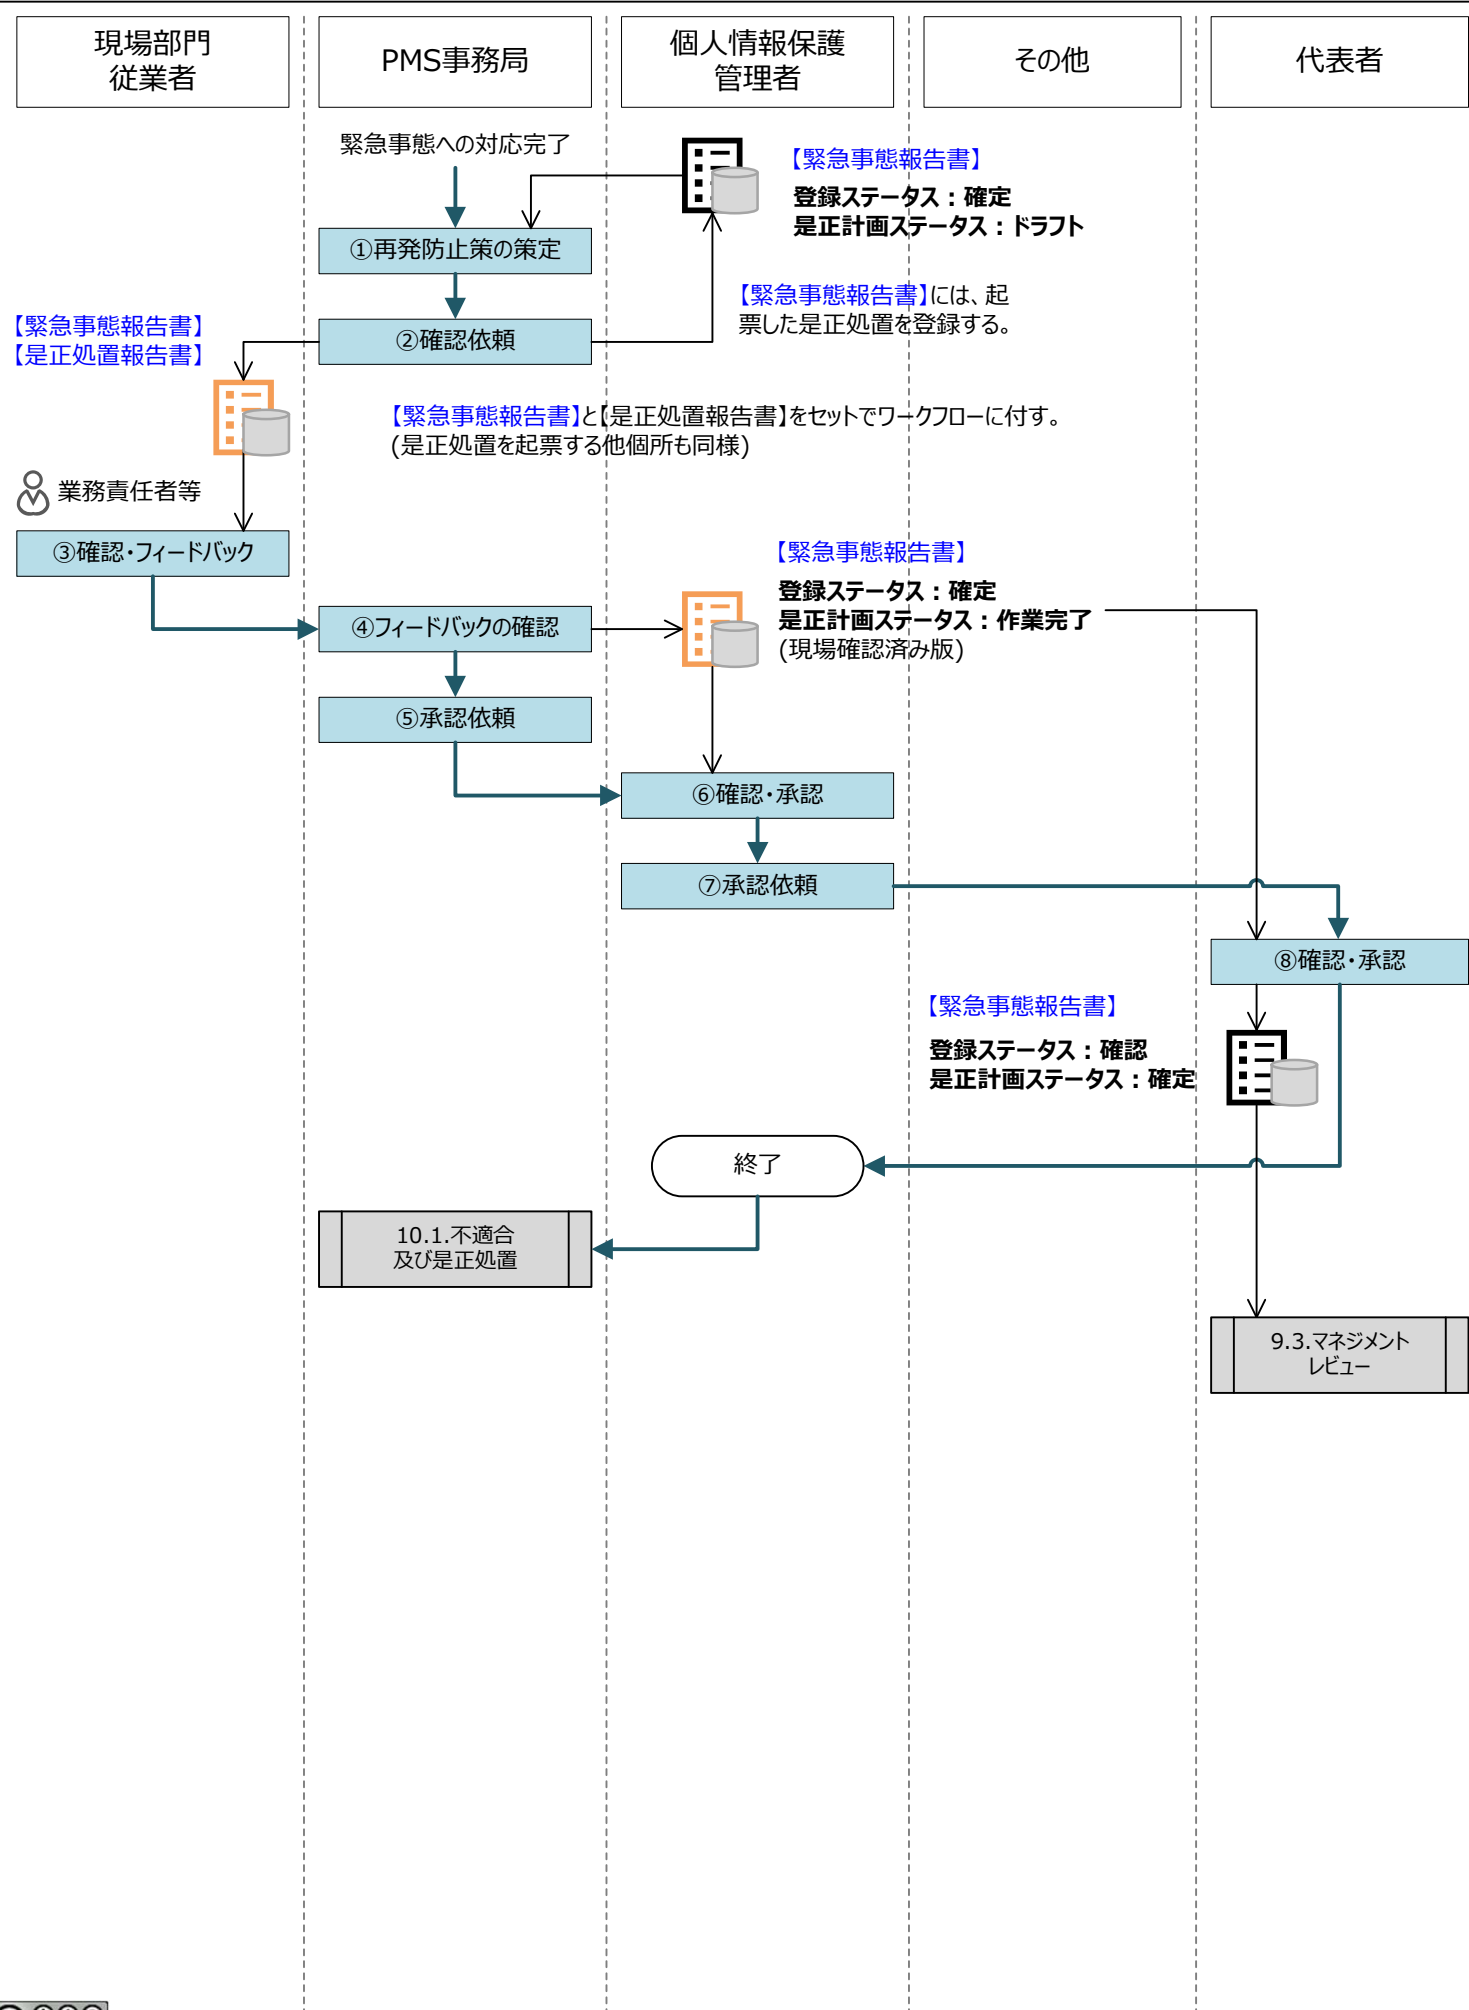 現場部門
従業者
PMS事務局
個人情報保護
管理者
その他
代表者
緊急事態への対応完了
【緊急事態報告書】
登録ステータス：確定
是正計画ステータス：ドラフト
①再発防止策の策定
【緊急事態報告書】には、起
票した是正処置を登録する。
②確認依頼
【緊急事態報告書】
【是正処置報告書】
【緊急事態報告書】と【是正処置報告書】をセットでワークフローに付す。
(是正処置を起票する他個所も同様)
業務責任者等
③確認・フィードバック
【緊急事態報告書】
登録ステータス：確定
是正計画ステータス：作業完了
(現場確認済み版)
④フィードバックの確認
⑤承認依頼
⑥確認・承認
⑦承認依頼
⑧確認・承認
【緊急事態報告書】
登録ステータス：確認
是正計画ステータス：確定
終了
10.1.不適合
及び是正処置
9.3.マネジメント
レビュー